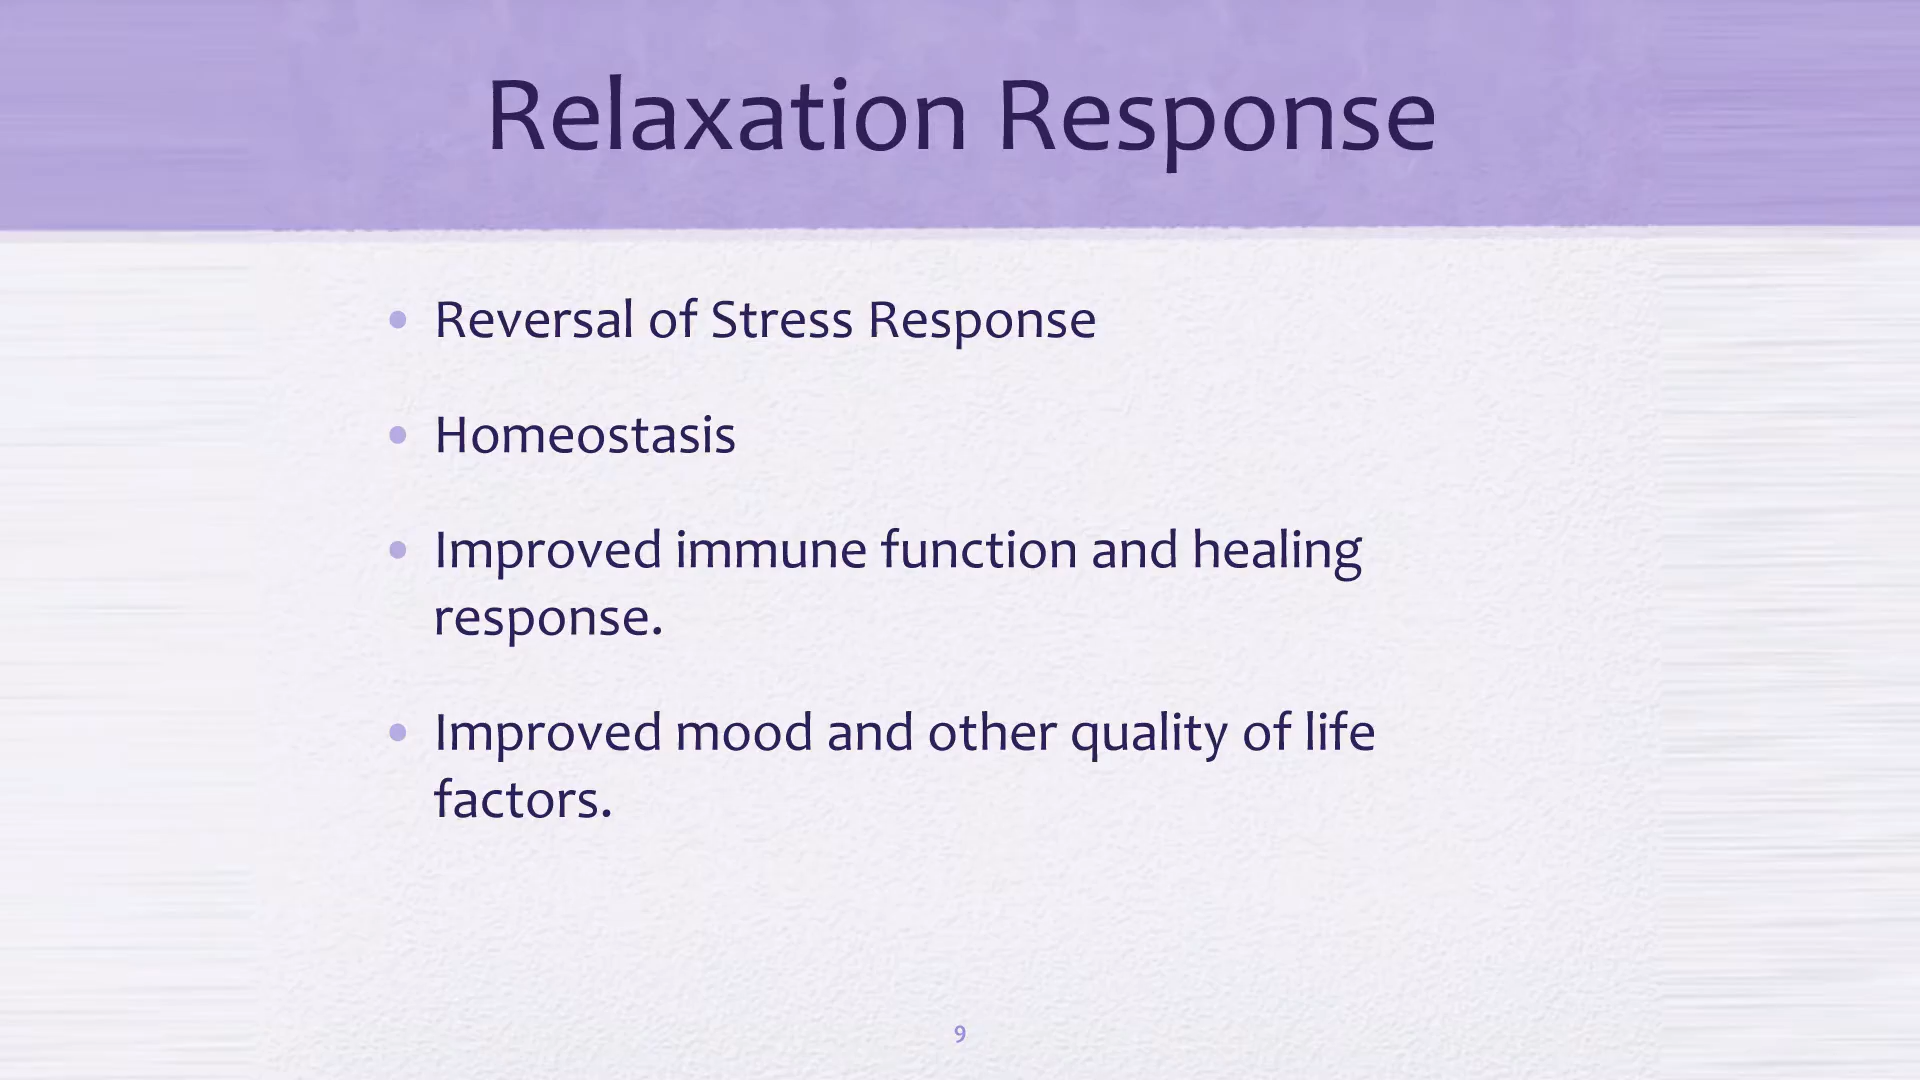 Relaxation Response
• Reversal of Stress Response
• Homeostasis
• Improved immune function and healing
response.
• Improved mood and other quality of life
factors.
9